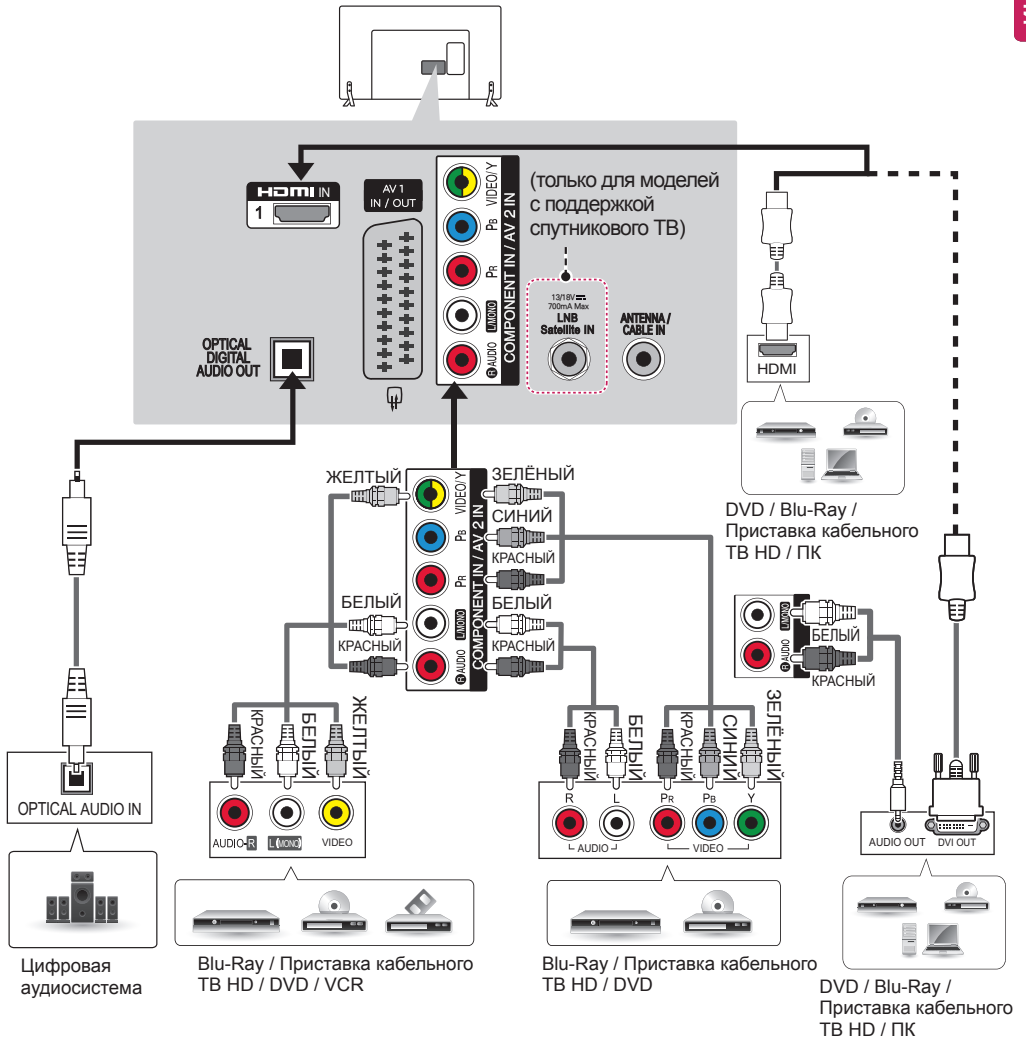 HDMI IN
1
AV 1
IN / OUT
VIDEO/Y
PB
PR
L/MONO
R AUDIO
COMPONENT IN / AV 2 IN
(только для моделей
с поддержкой
спутникового ТВ)
13/18V
700mA Max
LNB
Satellite IN
ANTENNA /
CABLE IN
OPTICAL
DIGITAL
AUDIO OUT
HDMI
DVD / Blu-Ray /
Приставка кабельного
ТВ HD / ПК
ЖЕЛТЫЙ
БЕЛЫЙ
КРАСНЫЙ
VIDEO/Y
PB
PR
L/MONO
R AUDIO
COMPONENT IN / AV 2 IN
ЗЕЛЁНЫЙ
СИНИЙ
КРАСНЫЙ
БЕЛЫЙ
КРАСНЫЙ
L/MONO
R AUDIO
БЕЛЫЙ
КРАСНЫЙ
OPTICAL AUDIO IN
Цифровая
аудиосистема
КРАСНЫЙ
БЕЛЫЙ
ЖЕЛТЫЙ
AUDIO-R L(MONO) VIDEO
Blu-Ray / Приставка кабельного
ТВ HD / DVD / VCR
КРАСНЫЙ
БЕЛЫЙ
КРАСНЫЙ
СИНИЙ
ЗЕЛЁНЫЙ
R L PR PB Y
AUDIO VIDEO
Blu-Ray / Приставка кабельного
ТВ HD / DVD
AUDIO OUT DVI OUT
DVD / Blu-Ray /
Приставка кабельного
ТВ HD / ПК